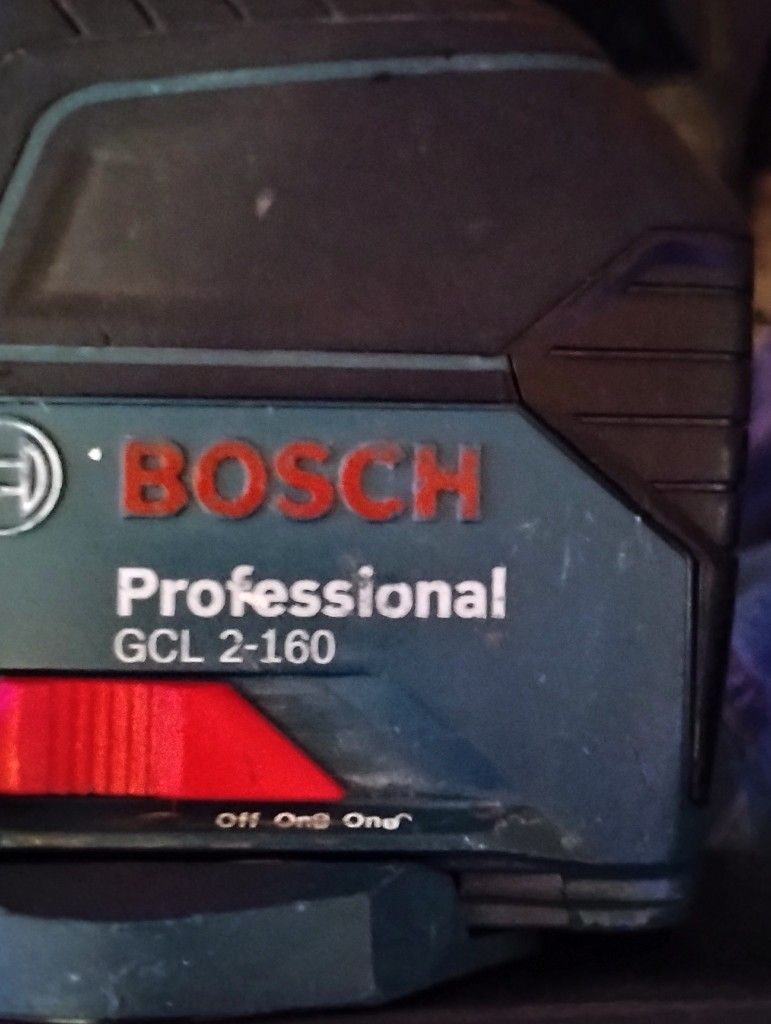 BOSCH
Professional
GCL 2-160
Off On On